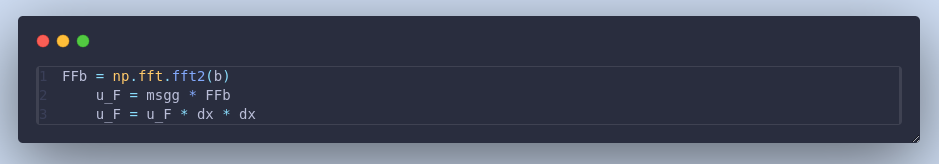 1 FFb = np.fft.fft2(b)
2     u_F = msgg * FFb
3     u_F = u_F * dx * dx